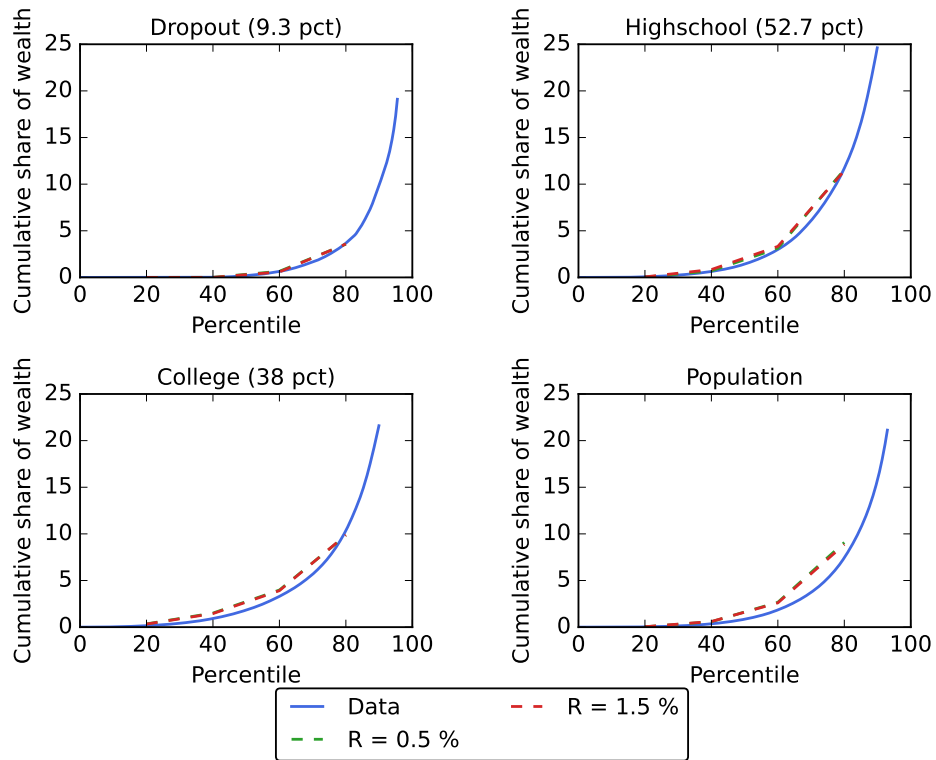 Dropout (9.3 pct)
Cumulative share of wealth
25
20
15
10
5
0
0 20 40 60 80 100
Percentile
Highschool (52.7 pct)
Cumulative share of wealth
25
20
15
10
5
0
0 20 40 60 80 100
Percentile
College (38 pct)
Cumulative share of wealth
25
20
15
10
5
0
0 20 40 60 80 100
Percentile
Population
Cumulative share of wealth
25
20
15
10
5
0
0 20 40 60 80 100
Percentile
Data
R = 0.5 %
R = 1.5 %